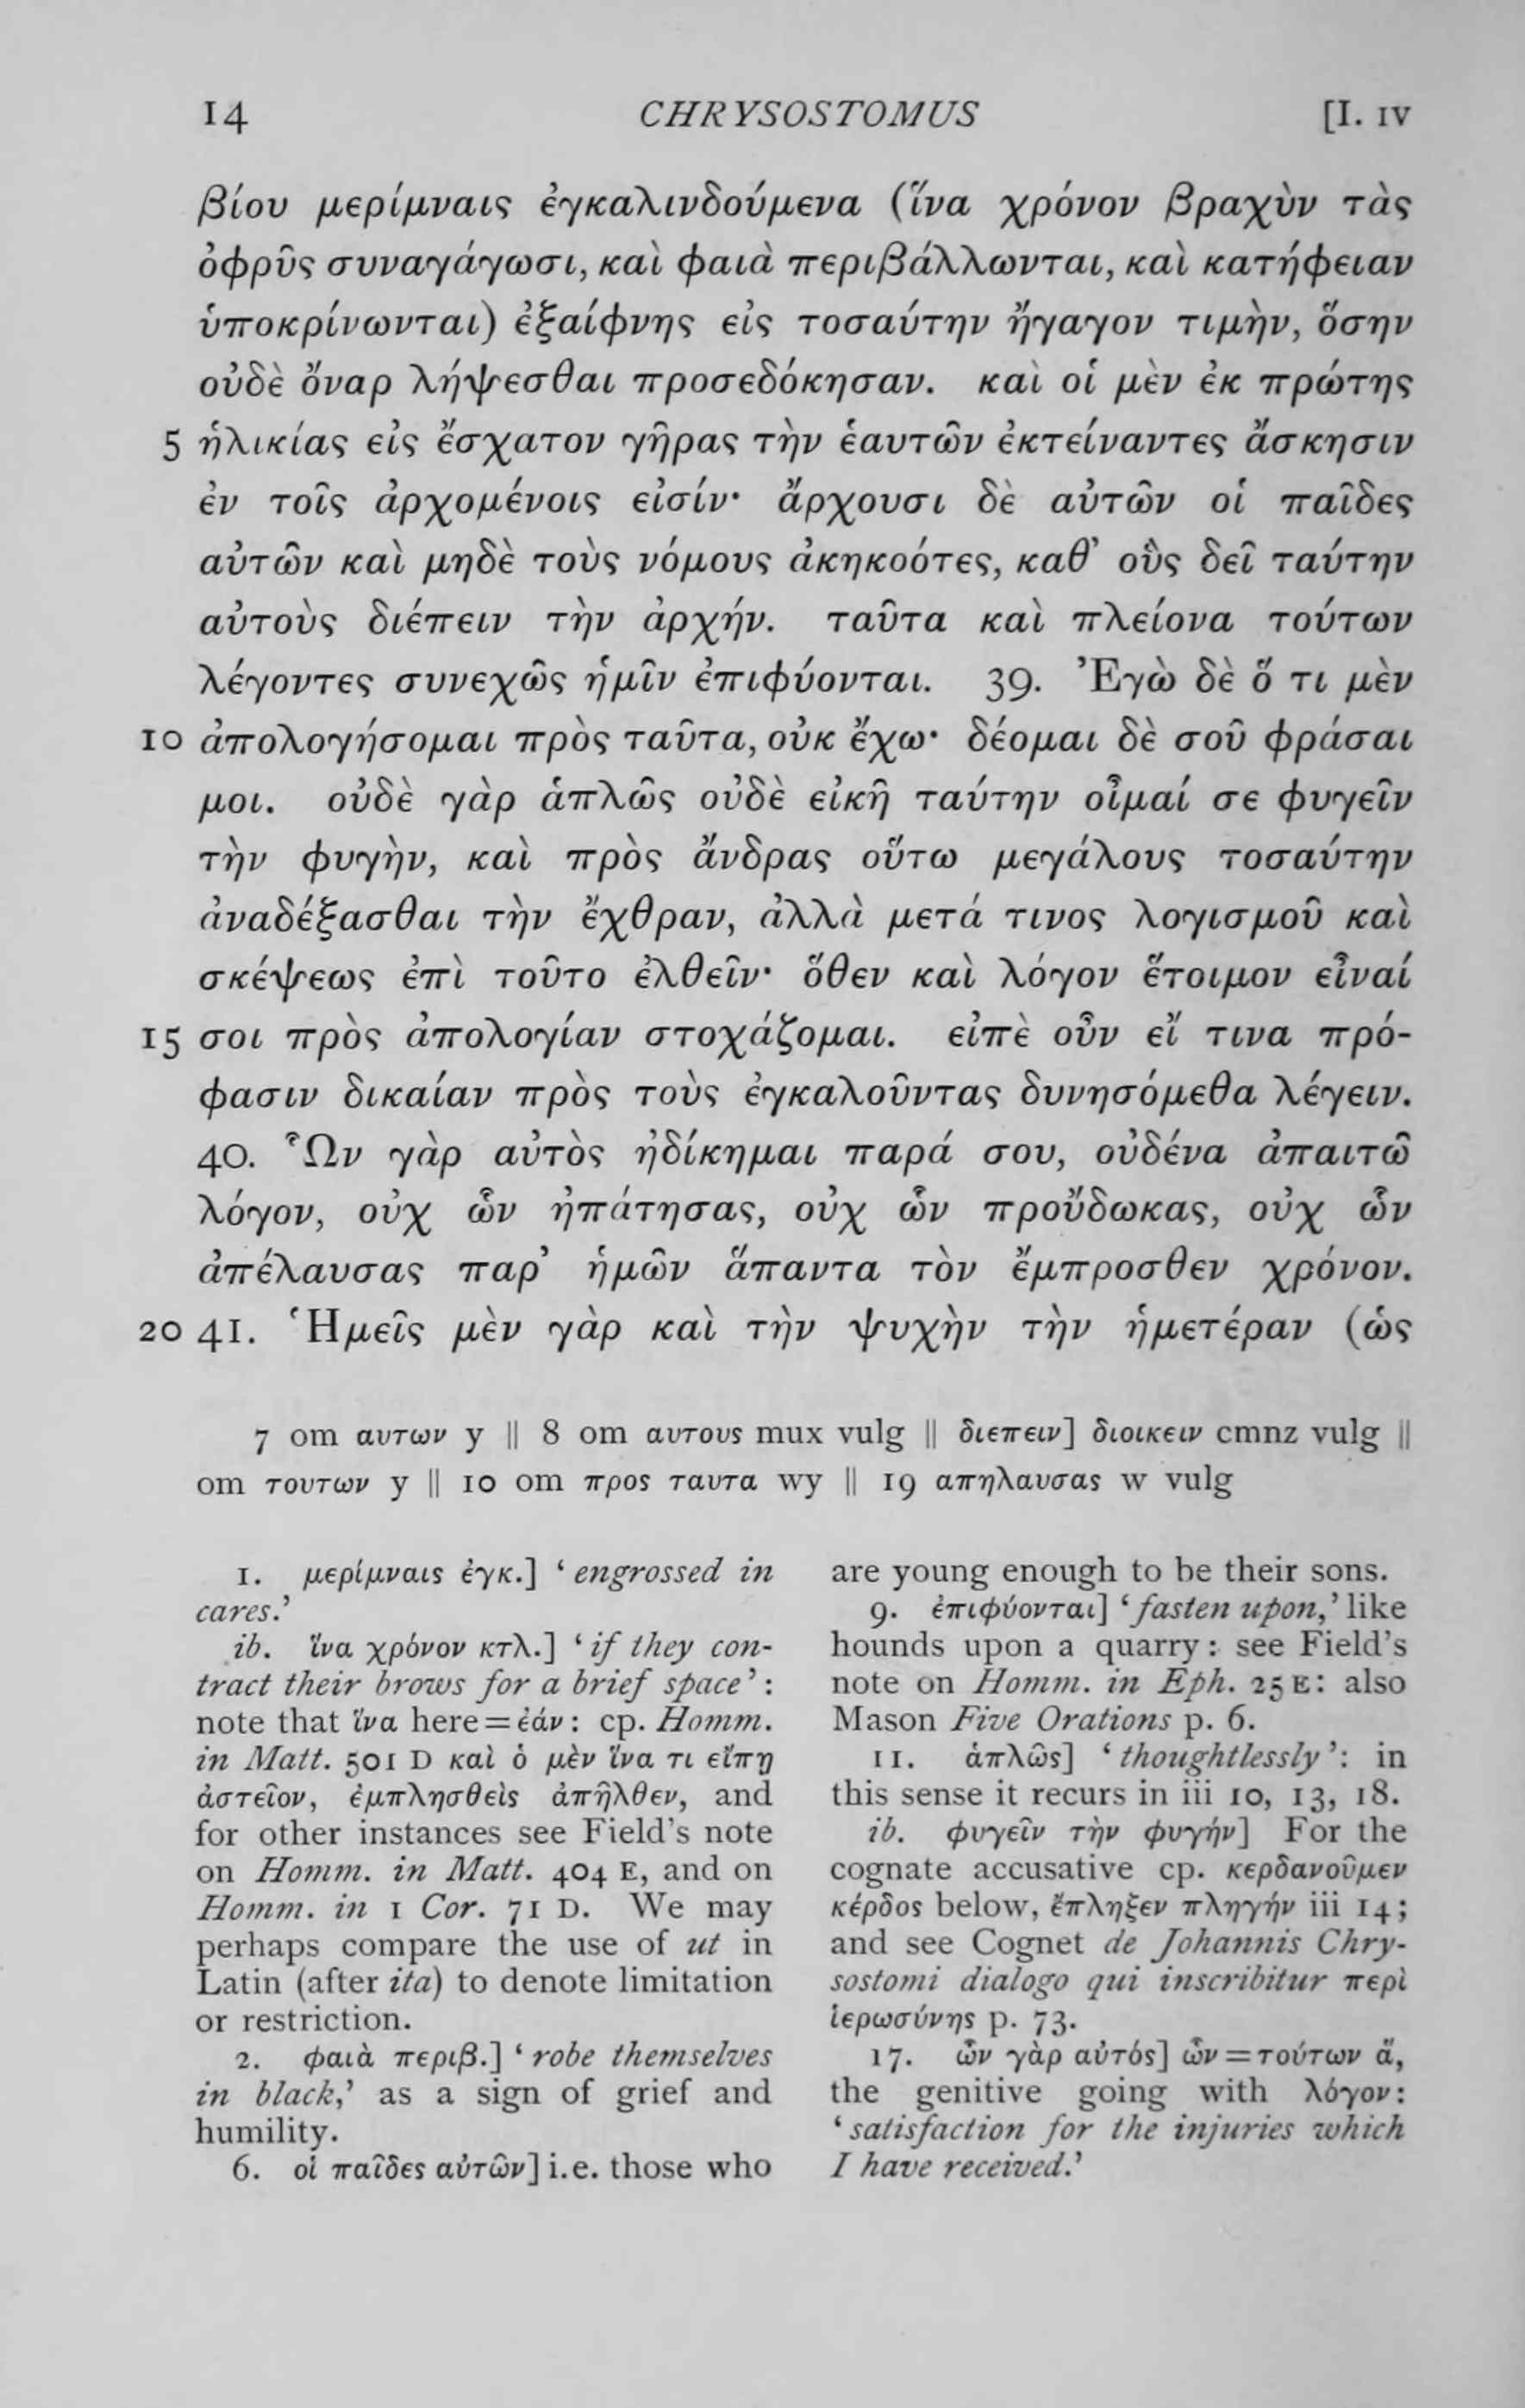 14 CHRYSOSTOMUS [I. IV
βίου μερίμναις ἐγκαλινδούμενα (ἵνα χρόνον βραχὺν τὰς
ὀφρῦς συναγάγωσι, καὶ φαιὰ περιβάλλωνται, καὶ κατήφειαν
ὑποκρίνωνται) ἐξαίφνης εἰς τοσαύτην ἤγαγον τιμὴν, ὅσην
οὐδὲ ὄναρ λήψεσθαι προσεδόκησαν. καὶ οἱ μὲν ἐκ πρώτης
5 ἡλικίας εἰς ἔσχατον γῆρας τὴν ἑαυτῶν ἐκτείναντες ἄσκησιν
ἐν τοῖς ἀρχομένοις εἰσίν· ἄρχουσι δὲ αὐτῶν οἱ παῖδες
αὐτῶν καὶ μηδὲ τοὺς νόμους ἀκηκοότες, καθ’ οὓς δεῖ ταύτην
αὐτοὺς διέπειν τὴν ἀρχήν. ταῦτα καὶ πλείονα τούτων
λέγοντες συνεχῶς ἡμῖν ἐπιφύονται. 39. Ἐγὼ δὲ ὅ τι μὲν
10 ἀπολογήσομαι πρὸς ταῦτα, οὐκ ἔχω· δέομαι δὲ σοῦ φράσαι
μοι. οὐδὲ γὰρ ἁπλῶς οὐδὲ εἰκῆ ταύτην οἶμαί σε φυγεῖν
τὴν φυγὴν, καὶ πρὸς ἄνδρας οὕτω μεγάλους τοσαύτην
ἀναδέξασθαι τὴν ἔχθραν, ἀλλὰ μετά τινος λογισμοῦ καὶ
σκέψεως ἐπὶ τοῦτο ἐλθεῖν· ὅθεν καὶ λόγον ἕτοιμον εἶναί
15 σοι πρὸς ἀπολογίαν στοχάζομαι. εἰπὲ οὖν εἴ τινα πρό-
φασιν δικαίαν πρὸς τοὺς ἐγκαλοῦντας δυνησόμεθα λέγειν.
40. Ὧν γὰρ αὐτὸς ἠδίκημαι παρά σου, οὐδένα ἀπαιτῶ
λόγον, οὐχ ὧν ἠπάτησας, οὐχ ὧν προὔδωκας, οὐχ ὧν
ἀπέλαυσας παρ’ ἡμῶν ἅπαντα τὸν ἔμπροσθεν χρόνον.
20 41. Ἡμεῖς μὲν γὰρ καὶ τὴν ψυχὴν τὴν ἡμετέραν (ὡς
7 om αυτων y || 8 om αυτους mux vulg || διεπειν] διοικειν cmnz vulg ||
om τουτων y || 10 om προς ταυτα wy || 19 απηλαυσας w vulg
1. μερίμναις ἐγκ.] ‘engrossed in
cares.’
ib. ἵνα χρόνον κτλ.] ‘if they con-
tract their brows for a brief space’:
note that ἵνα here=ἐάν: cp. Homm.
in Matt. 501 D καὶ ὁ μὲν ἵνα τι εἴπῃ
ἀστεῖον, ἐμπλησθεὶς ἀπῆλθεν, and
for other instances see Field’s note
on Homm. in Matt. 404 E, and on
Homm. in 1 Cor. 71 D. We may
perhaps compare the use of ut in
Latin (after ita) to denote limitation
or restriction.
2. φαιὰ περιβ.] ‘robe themselves
in black,’ as a sign of grief and
humility.
6. οἱ παῖδες αὐτῶν] i.e. those who
are young enough to be their sons.
9. ἐπιφύονται] ‘fasten upon,’ like
hounds upon a quarry: see Field’s
note on Homm. in Eph. 25 E: also
Mason Five Orations p. 6.
11. ἁπλῶς] ‘thoughtlessly’: in
this sense it recurs in iii 10, 13, 18.
ib. φυγεῖν τὴν φυγήν] For the
cognate accusative cp. κερδανοῦμεν
κέρδος below, ἔπληξεν πληγήν iii 14;
and see Cognet de Johannis Chry-
sostomi dialogo qui inscribitur περὶ
ἱερωσύνης p. 73.
17. ὧν γὰρ αὐτός] ὧν=τούτων ἅ,
the genitive going with λόγον:
‘satisfaction for the injuries which
I have received.’